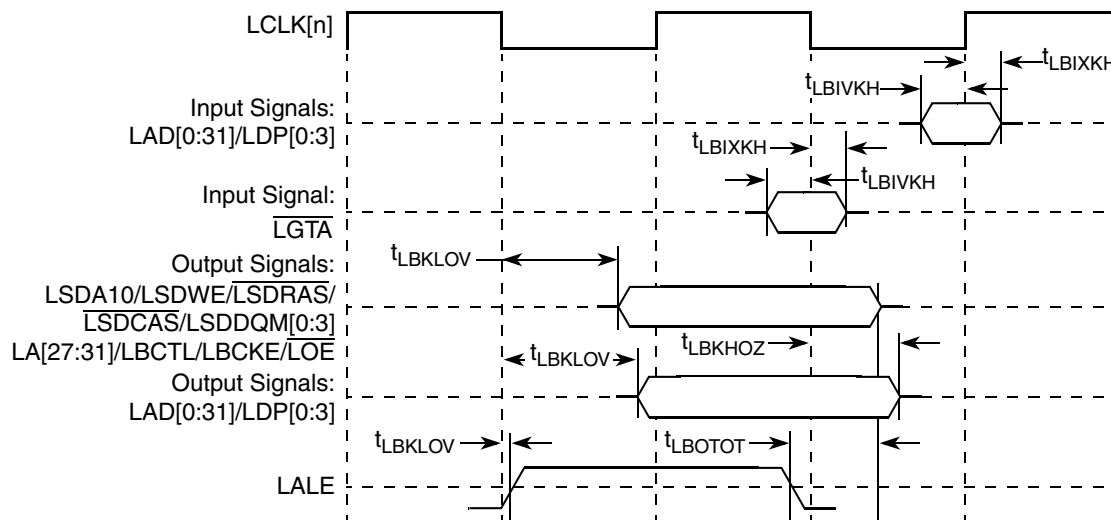 LCLK[n]
tLBIXKH
tLBIVKH
Input Signals:
LAD[0:31]/LDP[0:3]
tLBIXKH
tLBIVKH
Input Signal:
LGTA
tLBKLOV
Output Signals:
LSDA10/LSDWE/LSDRAS/
LSDCAS/LSDDQM[0:3]
LA[27:31]/LBCTL/LBCKE/LOE
tLBKHOZ
tLBKLOV
Output Signals:
LAD[0:31]/LDP[0:3]
tLBKLOV
tLBOTOT
LALE